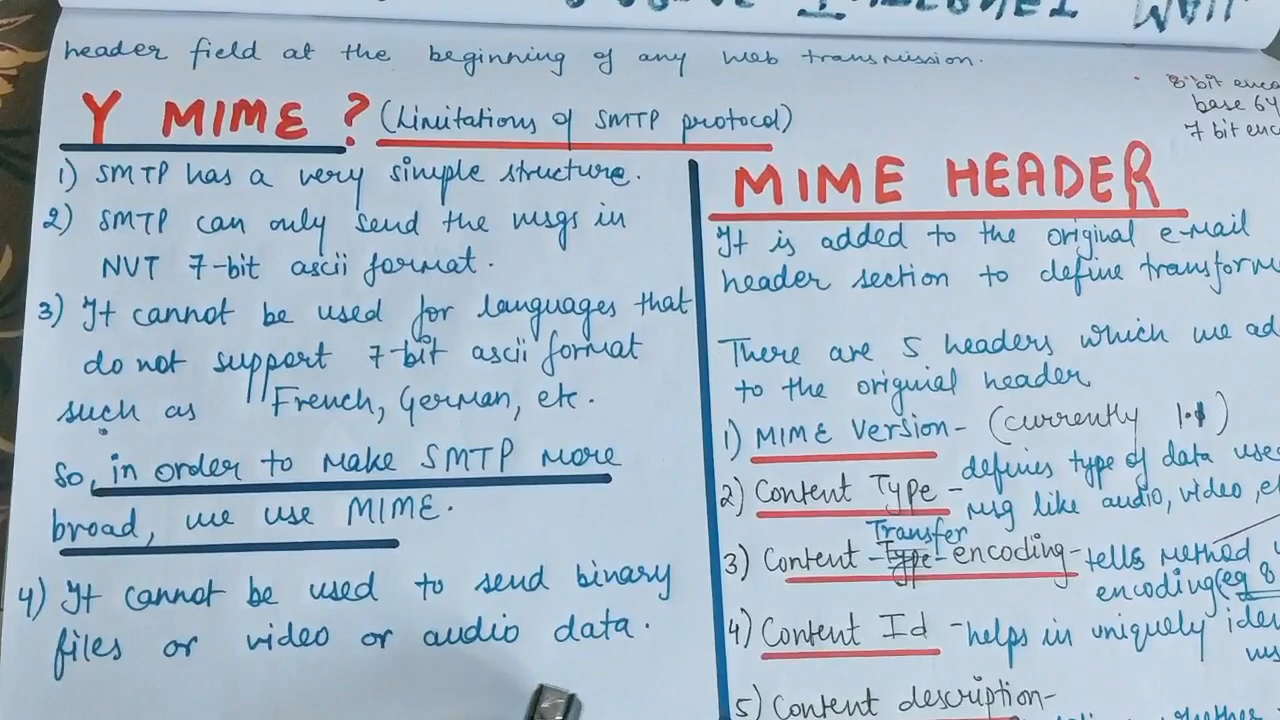 header field at the beginning of any web transmission.
Y MIME ? (Limitations of SMTP protocol)
1) SMTP has a very simple structure.
2) SMTP can only send the msgs in
NVT 7-bit ascii format.
3) It cannot be used for languages that
do not support 7-bit ascii format
such as French, German, etc.
So, in order to make SMTP more
broad, we use MIME.
4) It cannot be used to send binary
files or video or audio data.
8 bit enco
base 64
7 bit enc
MIME HEADER
It is added to the original e-mail
header section to define transform
There are 5 headers which we ad
to the original header
1) MIME Version- (currently 1.1)
2) Content Type - defines type of data use
msg like audio, video, e
3) Content - Transfer - encoding - tells method
encoding (eg 8
4) Content Id - helps in uniquely iden
5) Content description-
whether